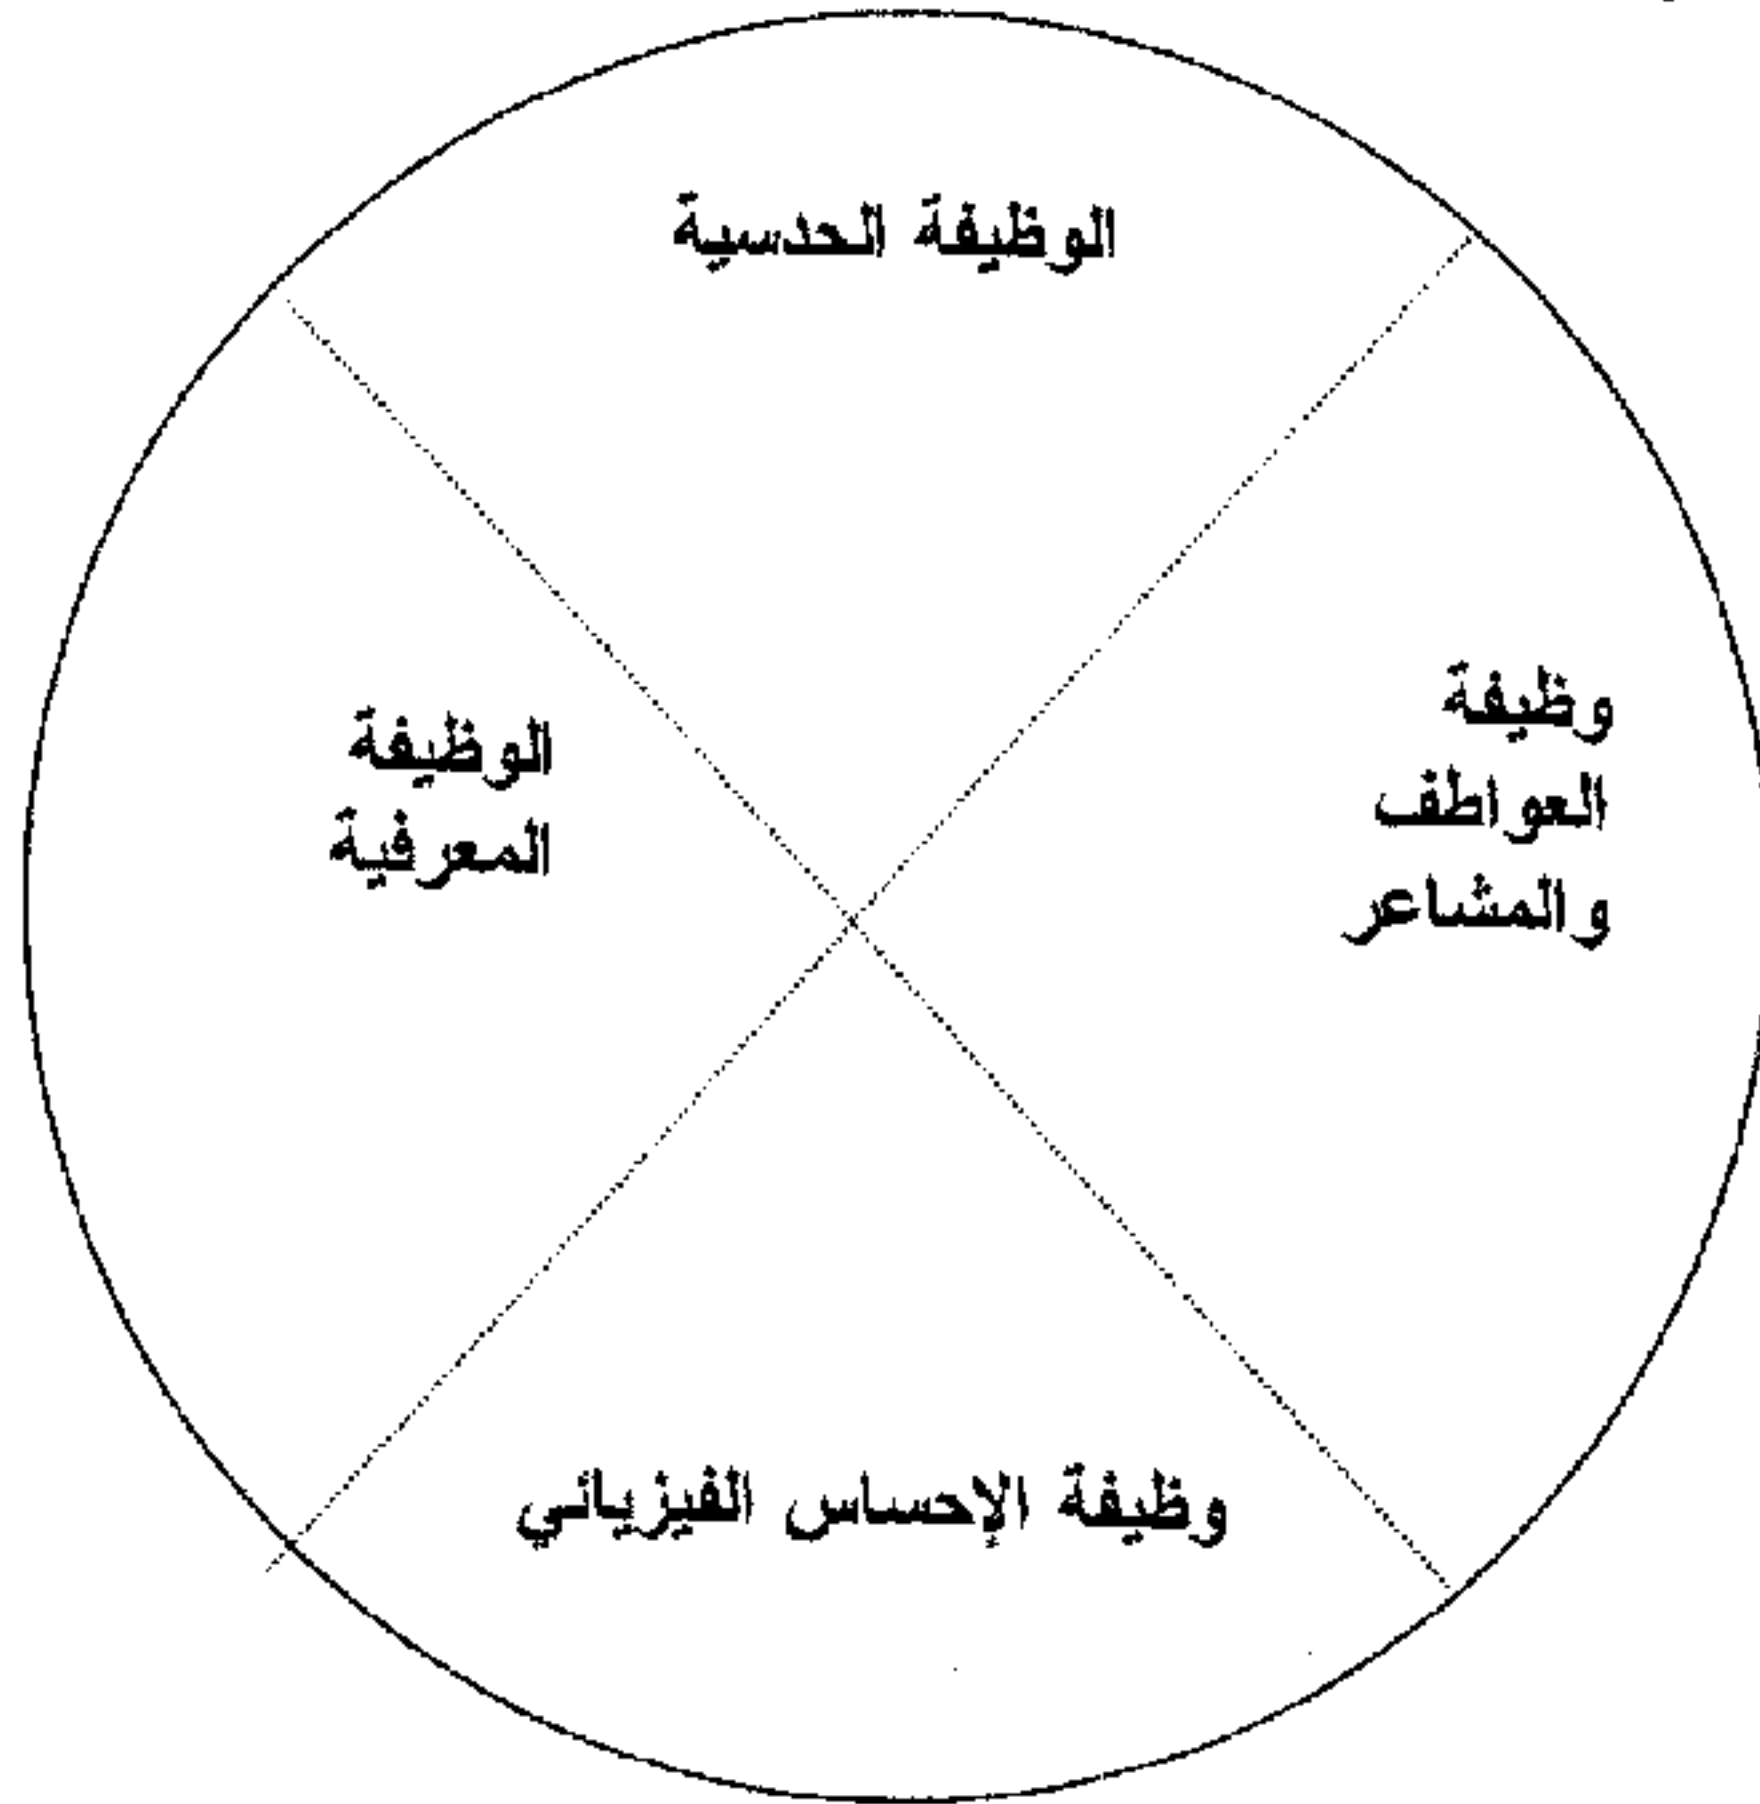 الوظيفة الحدسية
وظيفة
العواطف
والمشاعر
الوظيفة
المعرفية
وظيفة الإحساس الفيزيائي